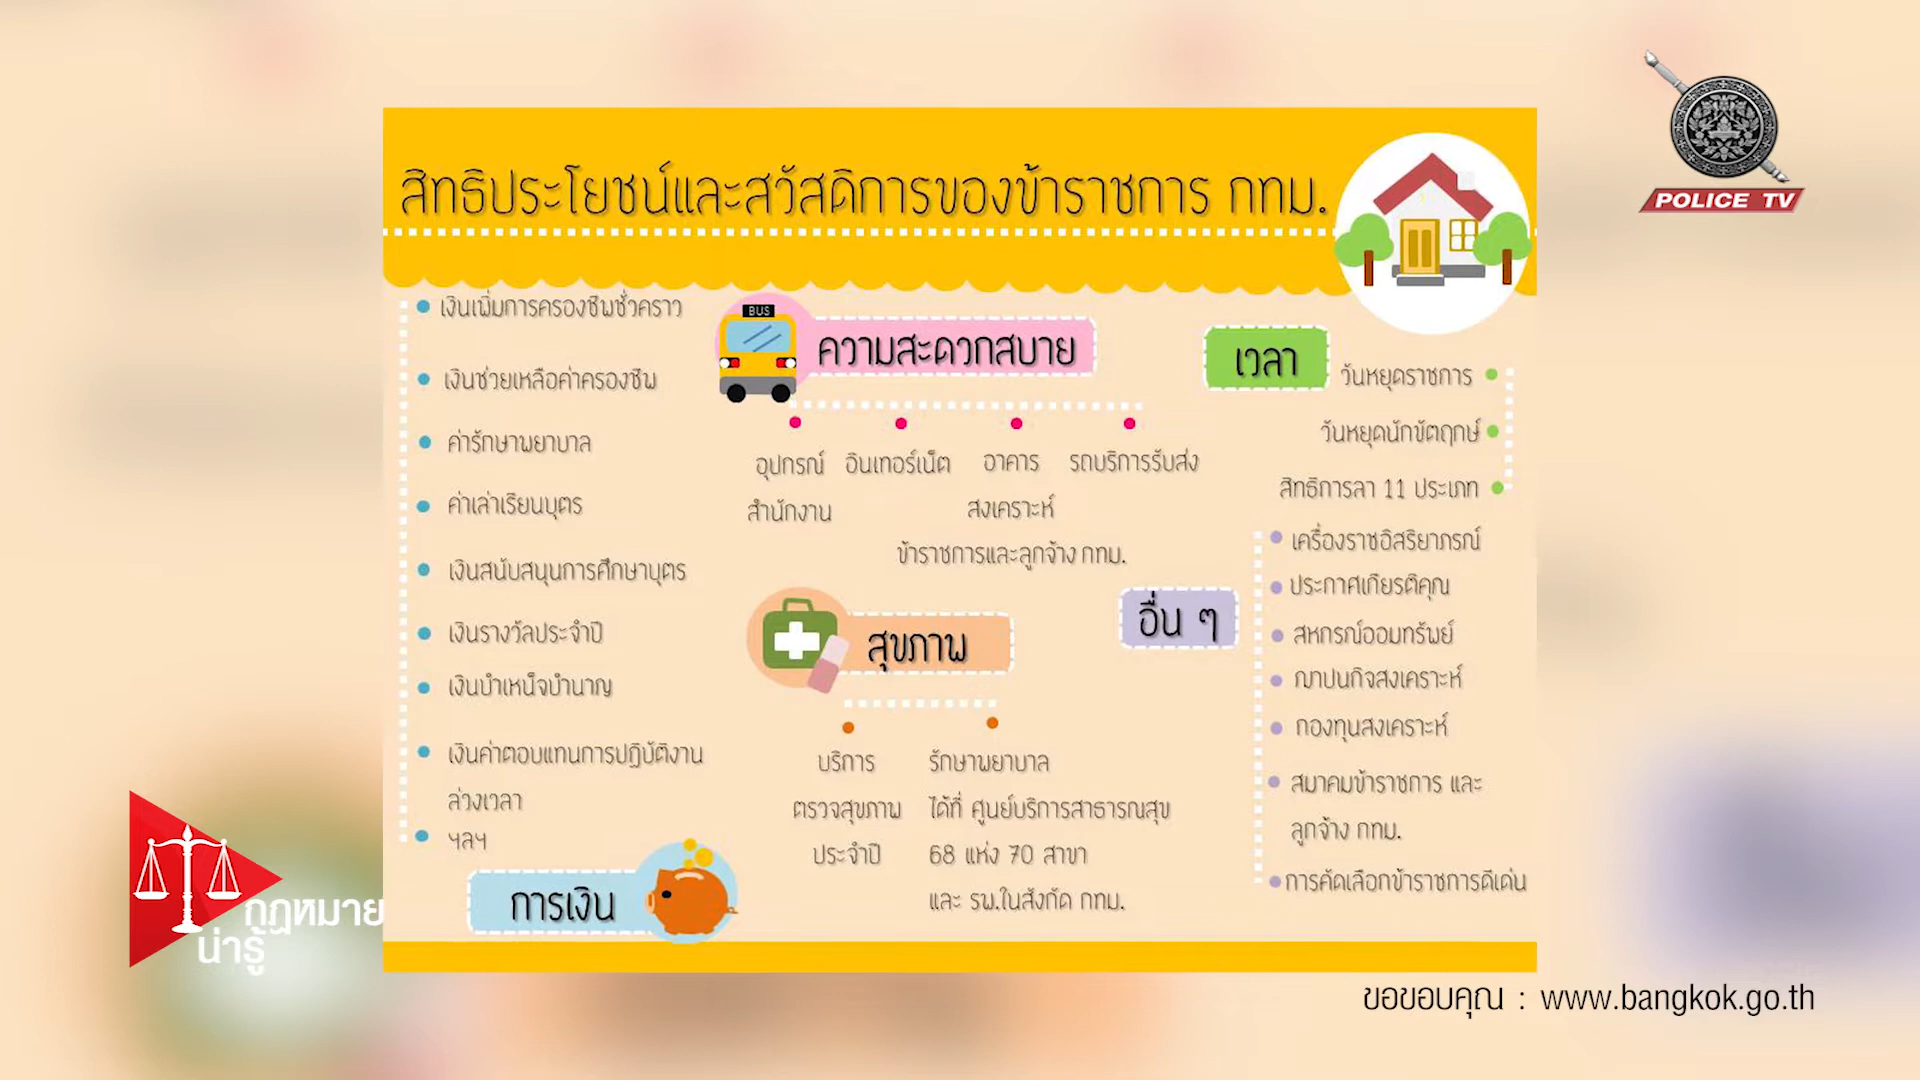 POLICE TV
สิทธิประโยชน์และสวัสดิการของข้าราชการ กทม.
เงินเพิ่มการครองชีพชั่วคราว
เงินช่วยเหลือค่าครองชีพ
ค่ารักษาพยาบาล
ค่าเล่าเรียนบุตร
เงินสนับสนุนการศึกษาบุตร
เงินรางวัลประจำปี
เงินบำเหน็จบำนาญ
เงินค่าตอบแทนการปฏิบัติงาน
ล่วงเวลา
ฯลฯ
การเงิน
BUS
ความสะดวกสบาย
อุปกรณ์
สำนักงาน
อินเทอร์เน็ต
อาคาร
สงเคราะห์
ข้าราชการและลูกจ้าง กทม.
รถบริการรับส่ง
สุขภาพ
บริการ
ตรวจสุขภาพ
ประจำปี
รักษาพยาบาล
ได้ที่ ศูนย์บริการสาธารณสุข
68 แห่ง 70 สาขา
และ รพ.ในสังกัด กทม.
เวลา
วันหยุดราชการ
วันหยุดนักขัตฤกษ์
สิทธิการลา 11 ประเภท
อื่น ๆ
เครื่องราชอิสริยาภรณ์
ประกาศเกียรติคุณ
สหกรณ์ออมทรัพย์
ฌาปนกิจสงเคราะห์
กองทุนสงเคราะห์
สมาคมข้าราชการ และ
ลูกจ้าง กทม.
การคัดเลือกข้าราชการดีเด่น
กฎหมาย
น่ารู้
ขอขอบคุณ : www.bangkok.go.th